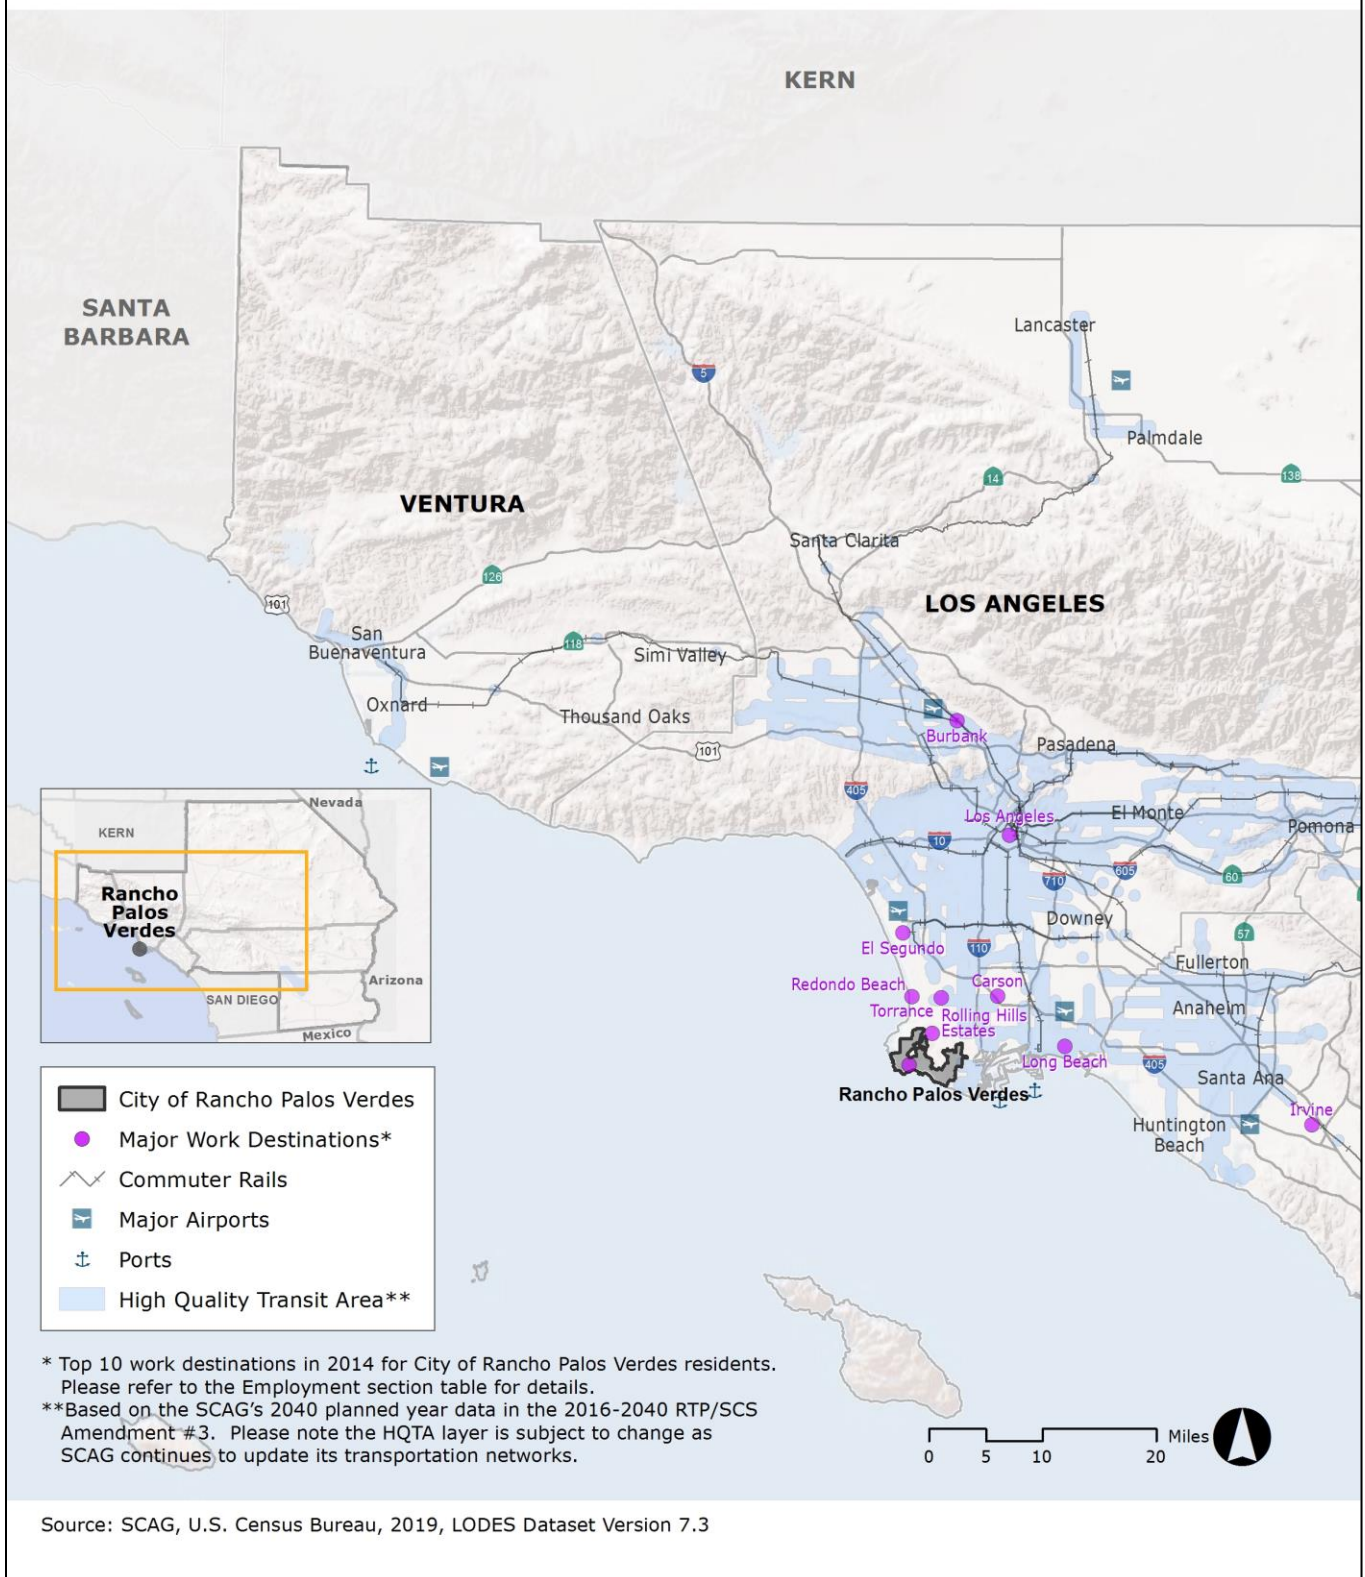 KERN
SANTA
BARBARA
Lancaster
5
Palmdale
14
138
VENTURA
Santa Clarita
126
LOS ANGELES
101
San
Buenaventura
118
Simi Valley
Oxnard
Thousand Oaks
Burbank
101
Pasadena
405
Los Angeles
El Monte
Pomona
10
710
605
60
Downey
57
El Segundo
110
Fullerton
Redondo Beach
Carson
Torrance
Rolling Hills
Estates
Anaheim
Long Beach
405
Santa Ana
Rancho Palos Verdes
Huntington
Beach
Irvine
Nevada
KERN
Rancho
Palos
Verdes
Arizona
SAN DIEGO
Mexico
City of Rancho Palos Verdes
Major Work Destinations*
Commuter Rails
Major Airports
Ports
High Quality Transit Area**
* Top 10 work destinations in 2014 for City of Rancho Palos Verdes residents.
Please refer to the Employment section table for details.
**Based on the SCAG's 2040 planned year data in the 2016-2040 RTP/SCS
Amendment #3.  Please note the HQTA layer is subject to change as
SCAG continues to update its transportation networks.
0 5 10 20 Miles
Source: SCAG, U.S. Census Bureau, 2019, LODES Dataset Version 7.3